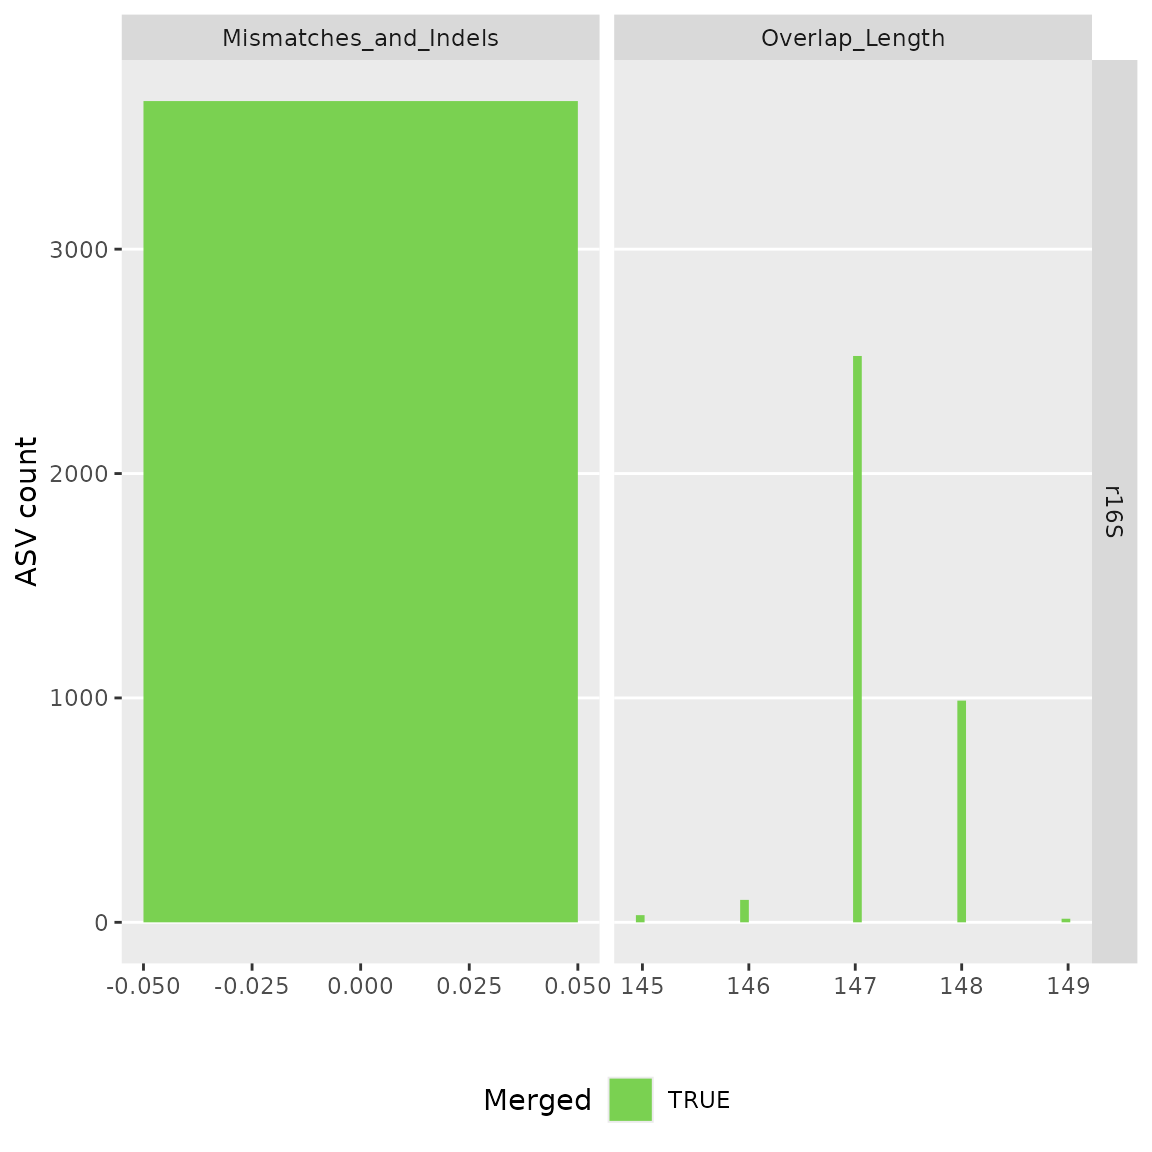 Mismatches_and_Indels
Overlap_Length
ASV count
3000
2000
1000
0
r16S
-0.050 -0.025 0.000 0.025 0.050
145 146 147 148 149
Merged TRUE